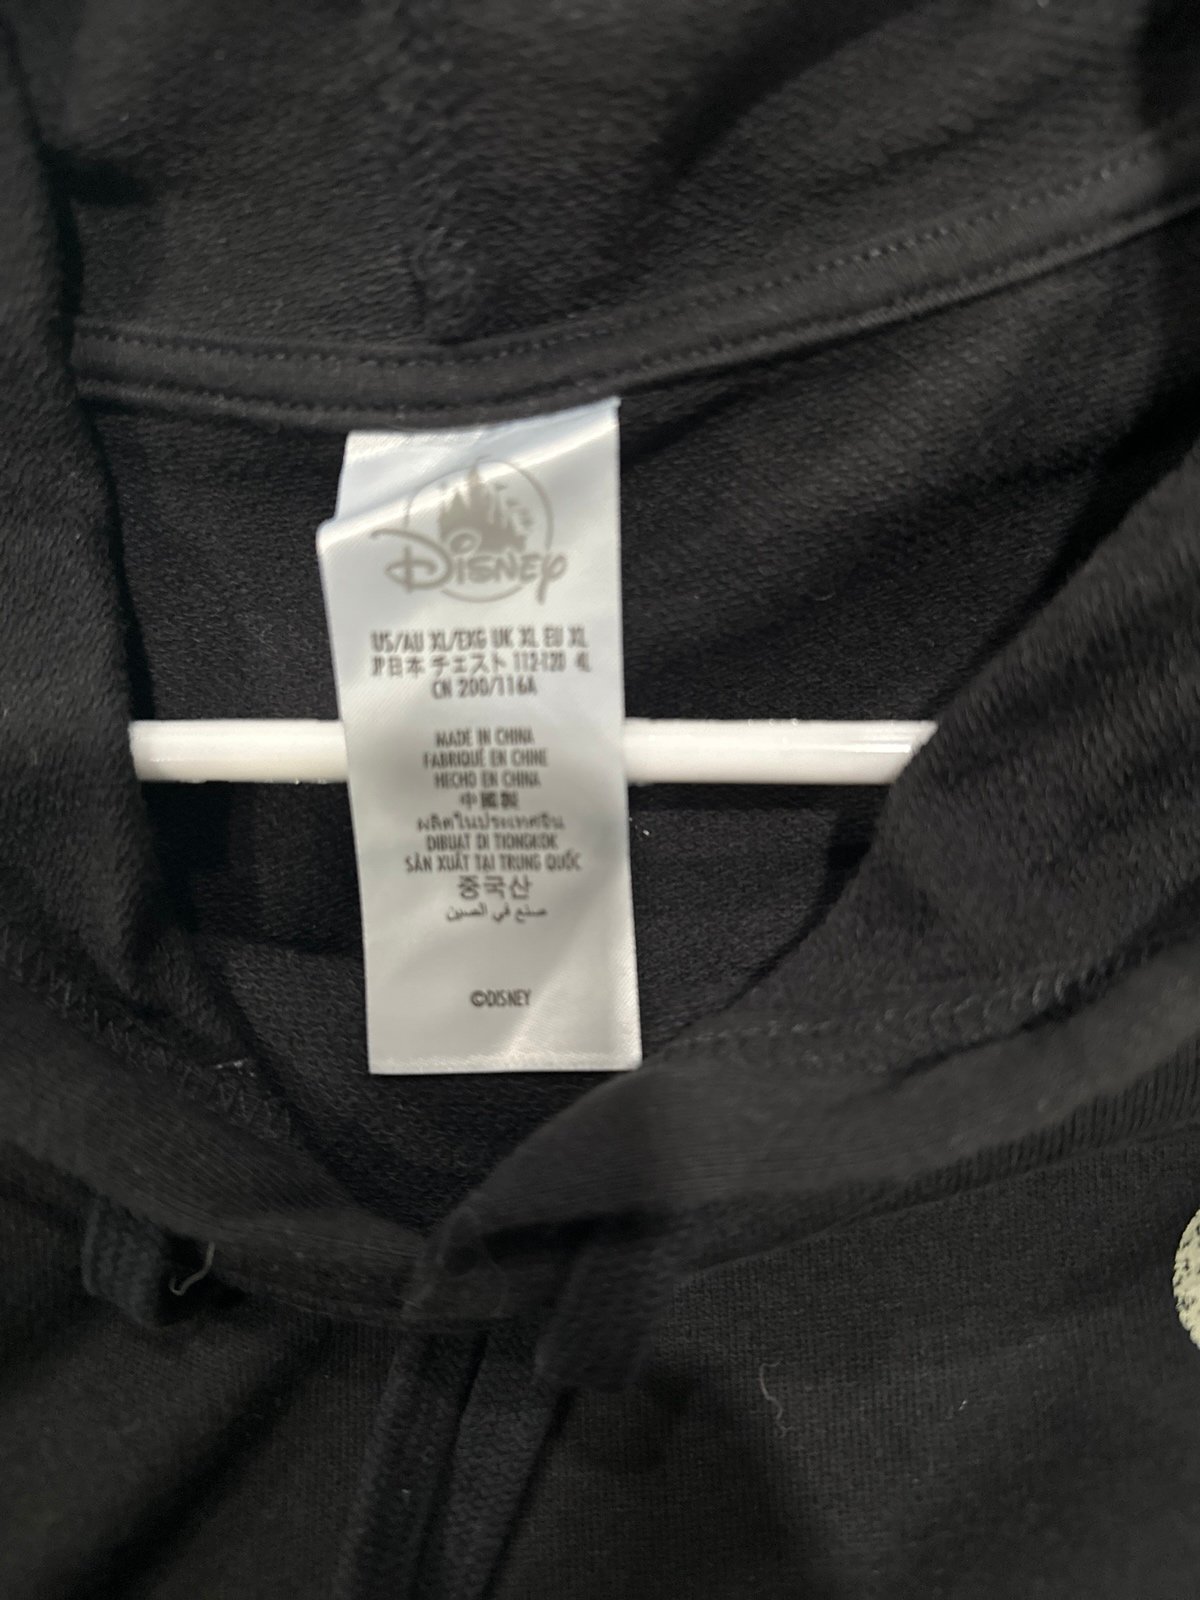 Disney
US/AU XL/EXG UK XL EU XL
JP日本 チェスト 112-120 4L
CN 200/116A
MADE IN CHINA
FABRIQUÉ EN CHINE
HECHO EN CHINA
中國製
ผลิตในประเทศจีน
DIBUAT DI TIONGKOK
SẢN XUẤT TẠI TRUNG QUỐC
중국산
صنع في الصين
©DISNEY